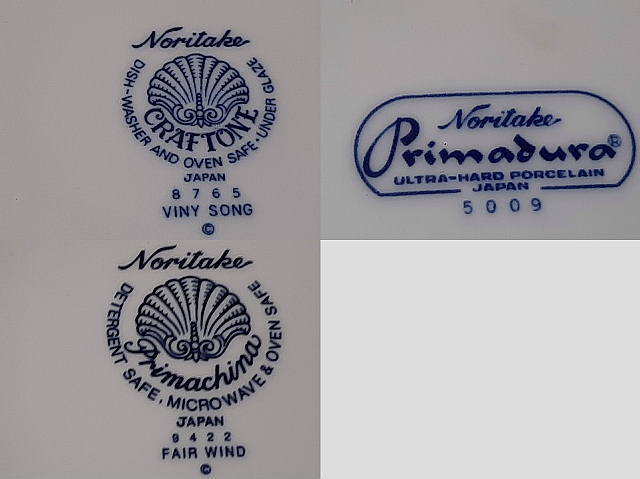 Noritake
CRAFTONE
DISH-WASHER AND OVEN SAFE·UNDER GLAZE
JAPAN
8765
VINY SONG
©
Noritake
Primadura®
ULTRA-HARD PORCELAIN
JAPAN
5009
Noritake
Primachina
DETERGENT SAFE, MICROWAVE & OVEN SAFE
JAPAN
9422
FAIR WIND
©